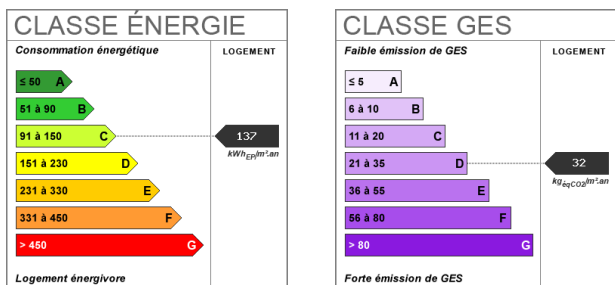 CLASSE ÉNERGIE
Consommation énergétique
LOGEMENT
≤ 50 A
51 à 90 B
91 à 150 C
137
kWhEP/m².an
151 à 230 D
231 à 330 E
331 à 450 F
> 450 G
Logement énergivore
CLASSE GES
Faible émission de GES
LOGEMENT
≤ 5 A
6 à 10 B
11 à 20 C
21 à 35 D
32
kgéqCO2/m².an
36 à 55 E
56 à 80 F
> 80 G
Forte émission de GES